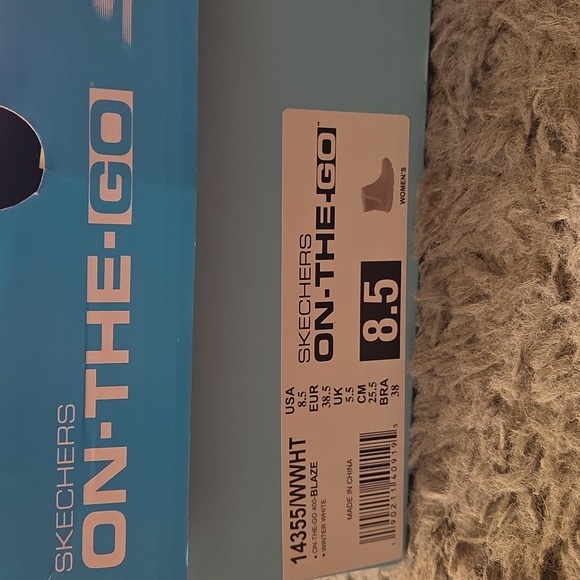 SKECHERS
ON-THE-GO
SKECHERS
ON-THE-GO™
8.5
WOMEN'S
USA
8.5
EUR
38.5
UK
5.5
CM
25.5
BRA
38
14355/WWHT
• ON-THE-GO 400-BLAZE
• WINTER WHITE
MADE IN CHINA